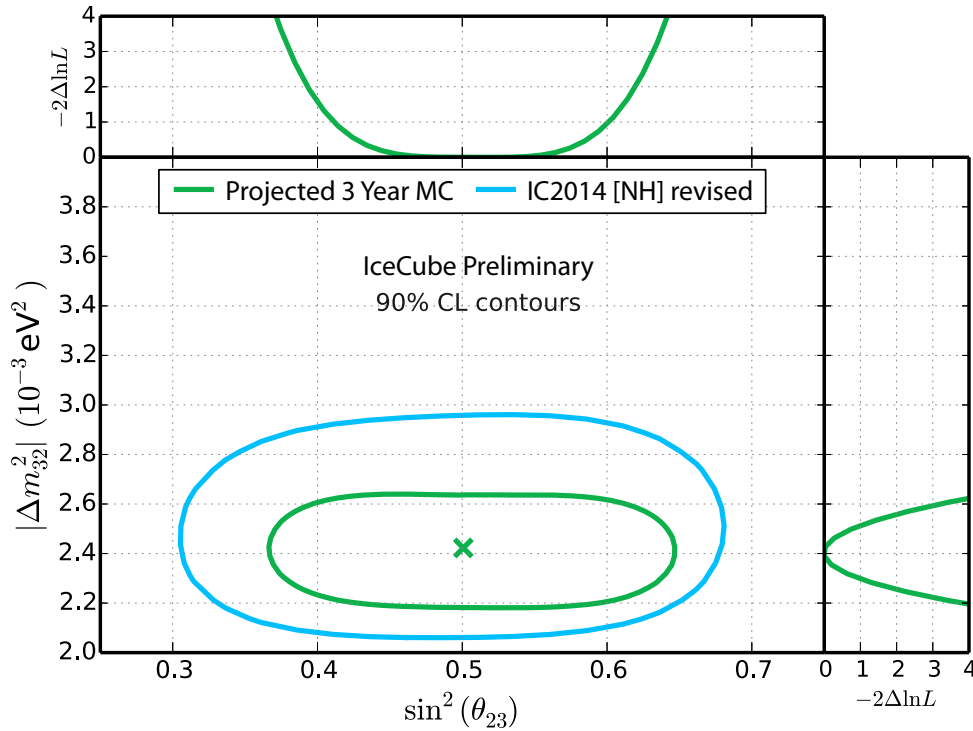 4
3
2
1
0
−2ΔlnL
Projected 3 Year MC
IC2014 [NH] revised
IceCube Preliminary
90% CL contours
3.8
3.6
3.4
3.2
3.0
2.8
2.6
2.4
2.2
2.0
|Δm²₃₂| (10⁻³ eV²)
0.3 0.4 0.5 0.6 0.7
sin² (θ₂₃)
0 1 2 3 4
−2ΔlnL